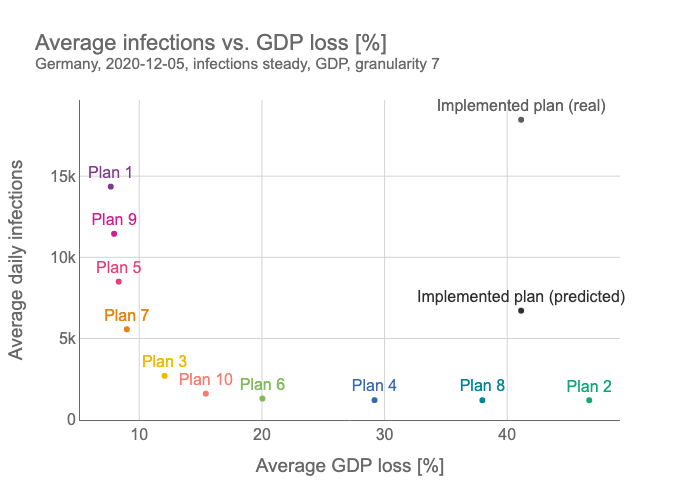 Average infections vs. GDP loss [%]
Germany, 2020-12-05, infections steady, GDP, granularity 7
Implemented plan (real)
Plan 1
15k
Plan 9
Plan 5
10k
Implemented plan (predicted)
Plan 7
5k
Plan 3
Plan 10
Plan 6
Plan 4
Plan 8
Plan 2
0
10
20
30
40
Average GDP loss [%]
Average daily infections